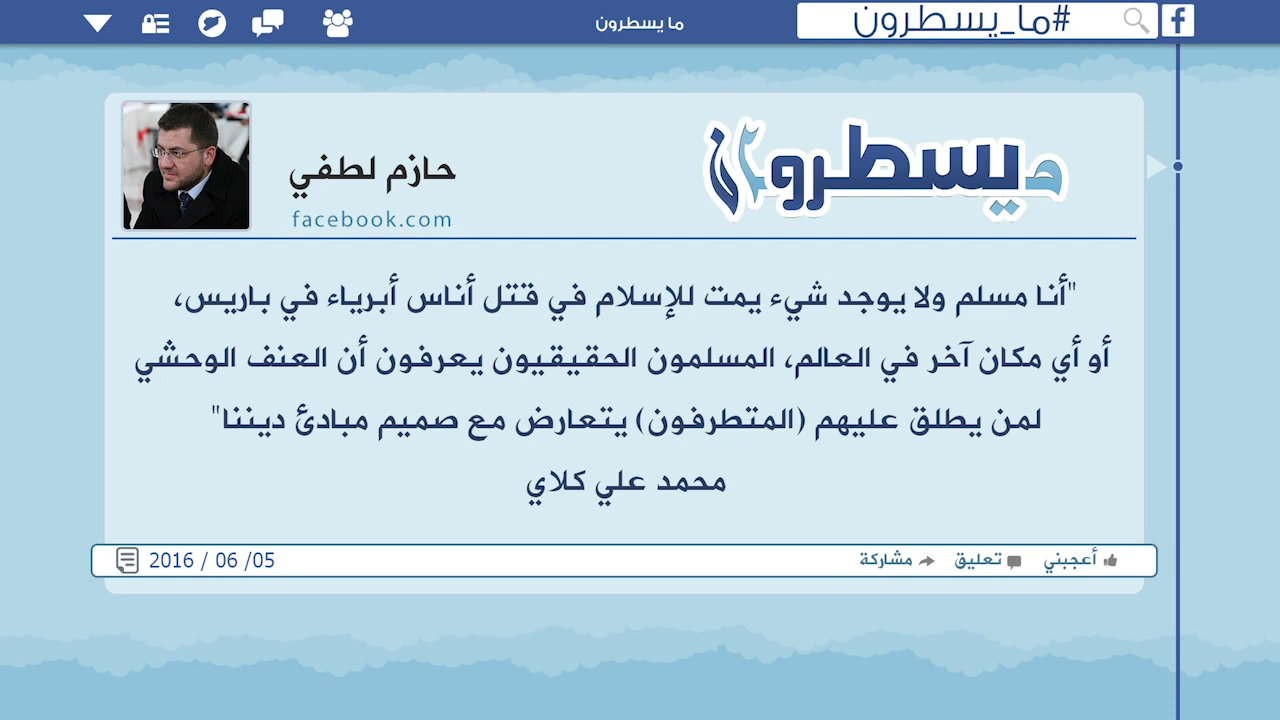 ما يسطرون
#ما_يسطرون
ما يسطرون
حازم لطفي
facebook.com
"أنا مسلم ولا يوجد شيء يمت للإسلام في قتل أناس أبرياء في باريس،
أو أي مكان آخر في العالم، المسلمون الحقيقيون يعرفون أن العنف الوحشي
لمن يطلق عليهم (المتطرفون) يتعارض مع صميم مبادئ ديننا"
محمد علي كلاي
أعجبني تعليق مشاركة 2016 / 06 /05